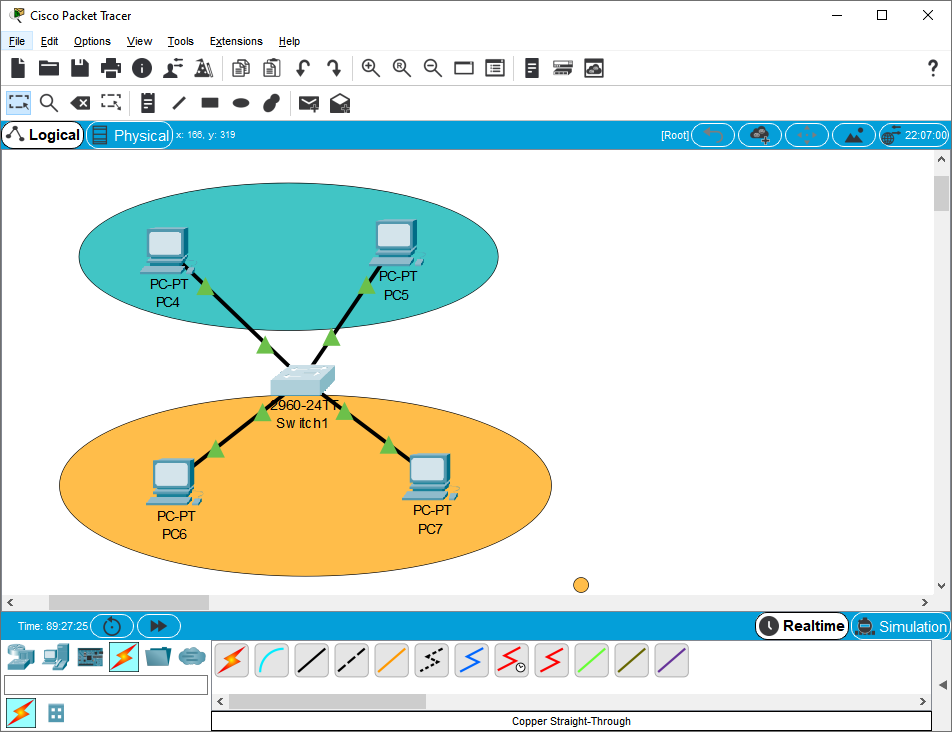 Cisco Packet Tracer
File Edit Options View Tools Extensions Help
?
Logical Physical x: 166, y: 319 [Root] 22:07:00
PC-PT
PC4
PC-PT
PC5
2960-24TT
Switch1
PC-PT
PC6
PC-PT
PC7
Time: 89:27:25 Realtime Simulation
Copper Straight-Through